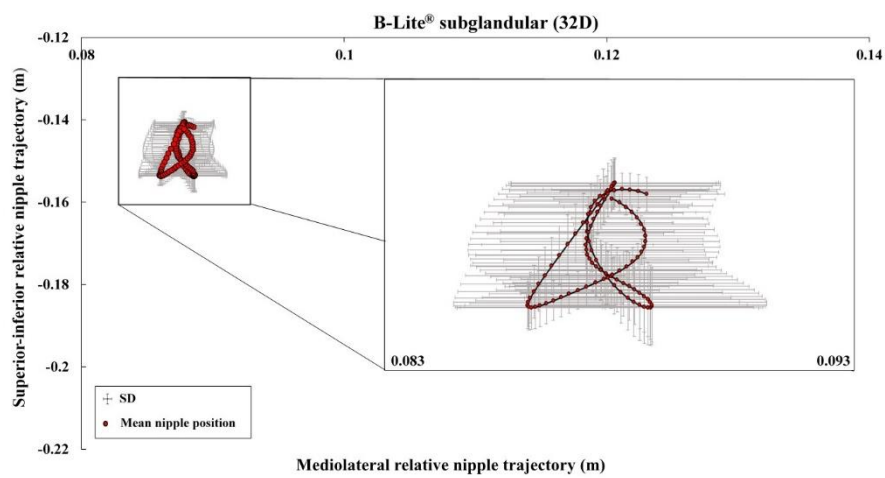 B-Lite® subglandular (32D)
-0.12
0.08
0.1
0.12
0.14
-0.14
-0.16
-0.18
-0.2
-0.22
Superior-inferior relative nipple trajectory (m)
0.083
0.093
SD
Mean nipple position
Mediolateral relative nipple trajectory (m)